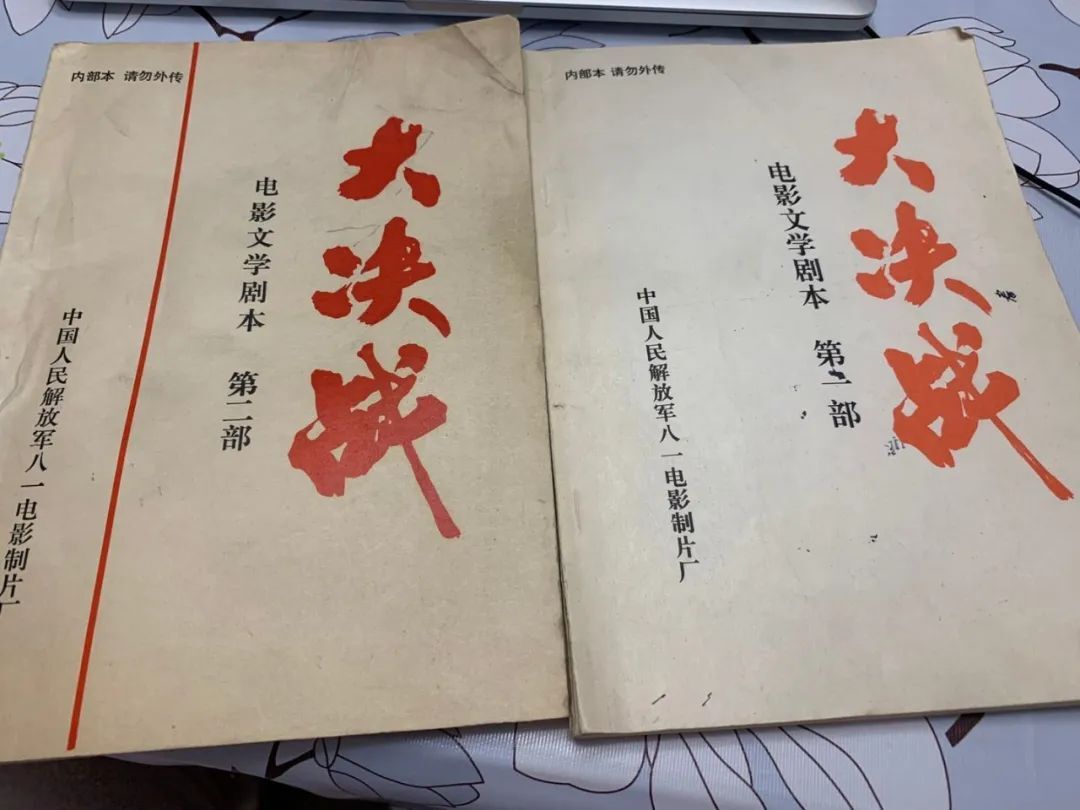 内部本 请勿外传
大决战
电影文学剧本 第二部
中国人民解放军八一电影制片厂
内部本 请勿外传
大决战
电影文学剧本 第一部
中国人民解放军八一电影制片厂